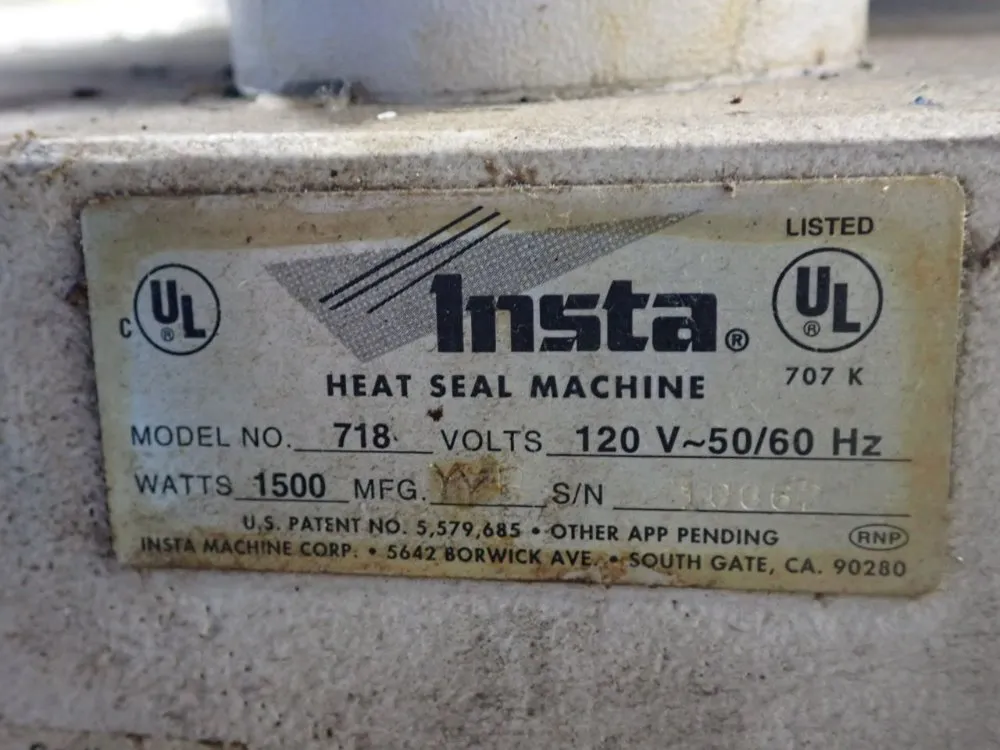 LISTED
C UL® Insta® UL®
HEAT SEAL MACHINE 707 K
MODEL NO. 718 VOLTS 120 V~50/60 Hz
WATTS 1500 MFG. S/N
U.S. PATENT NO. 5,579,685 • OTHER APP PENDING RNP
INSTA MACHINE CORP. • 5642 BORWICK AVE. • SOUTH GATE, CA. 90280